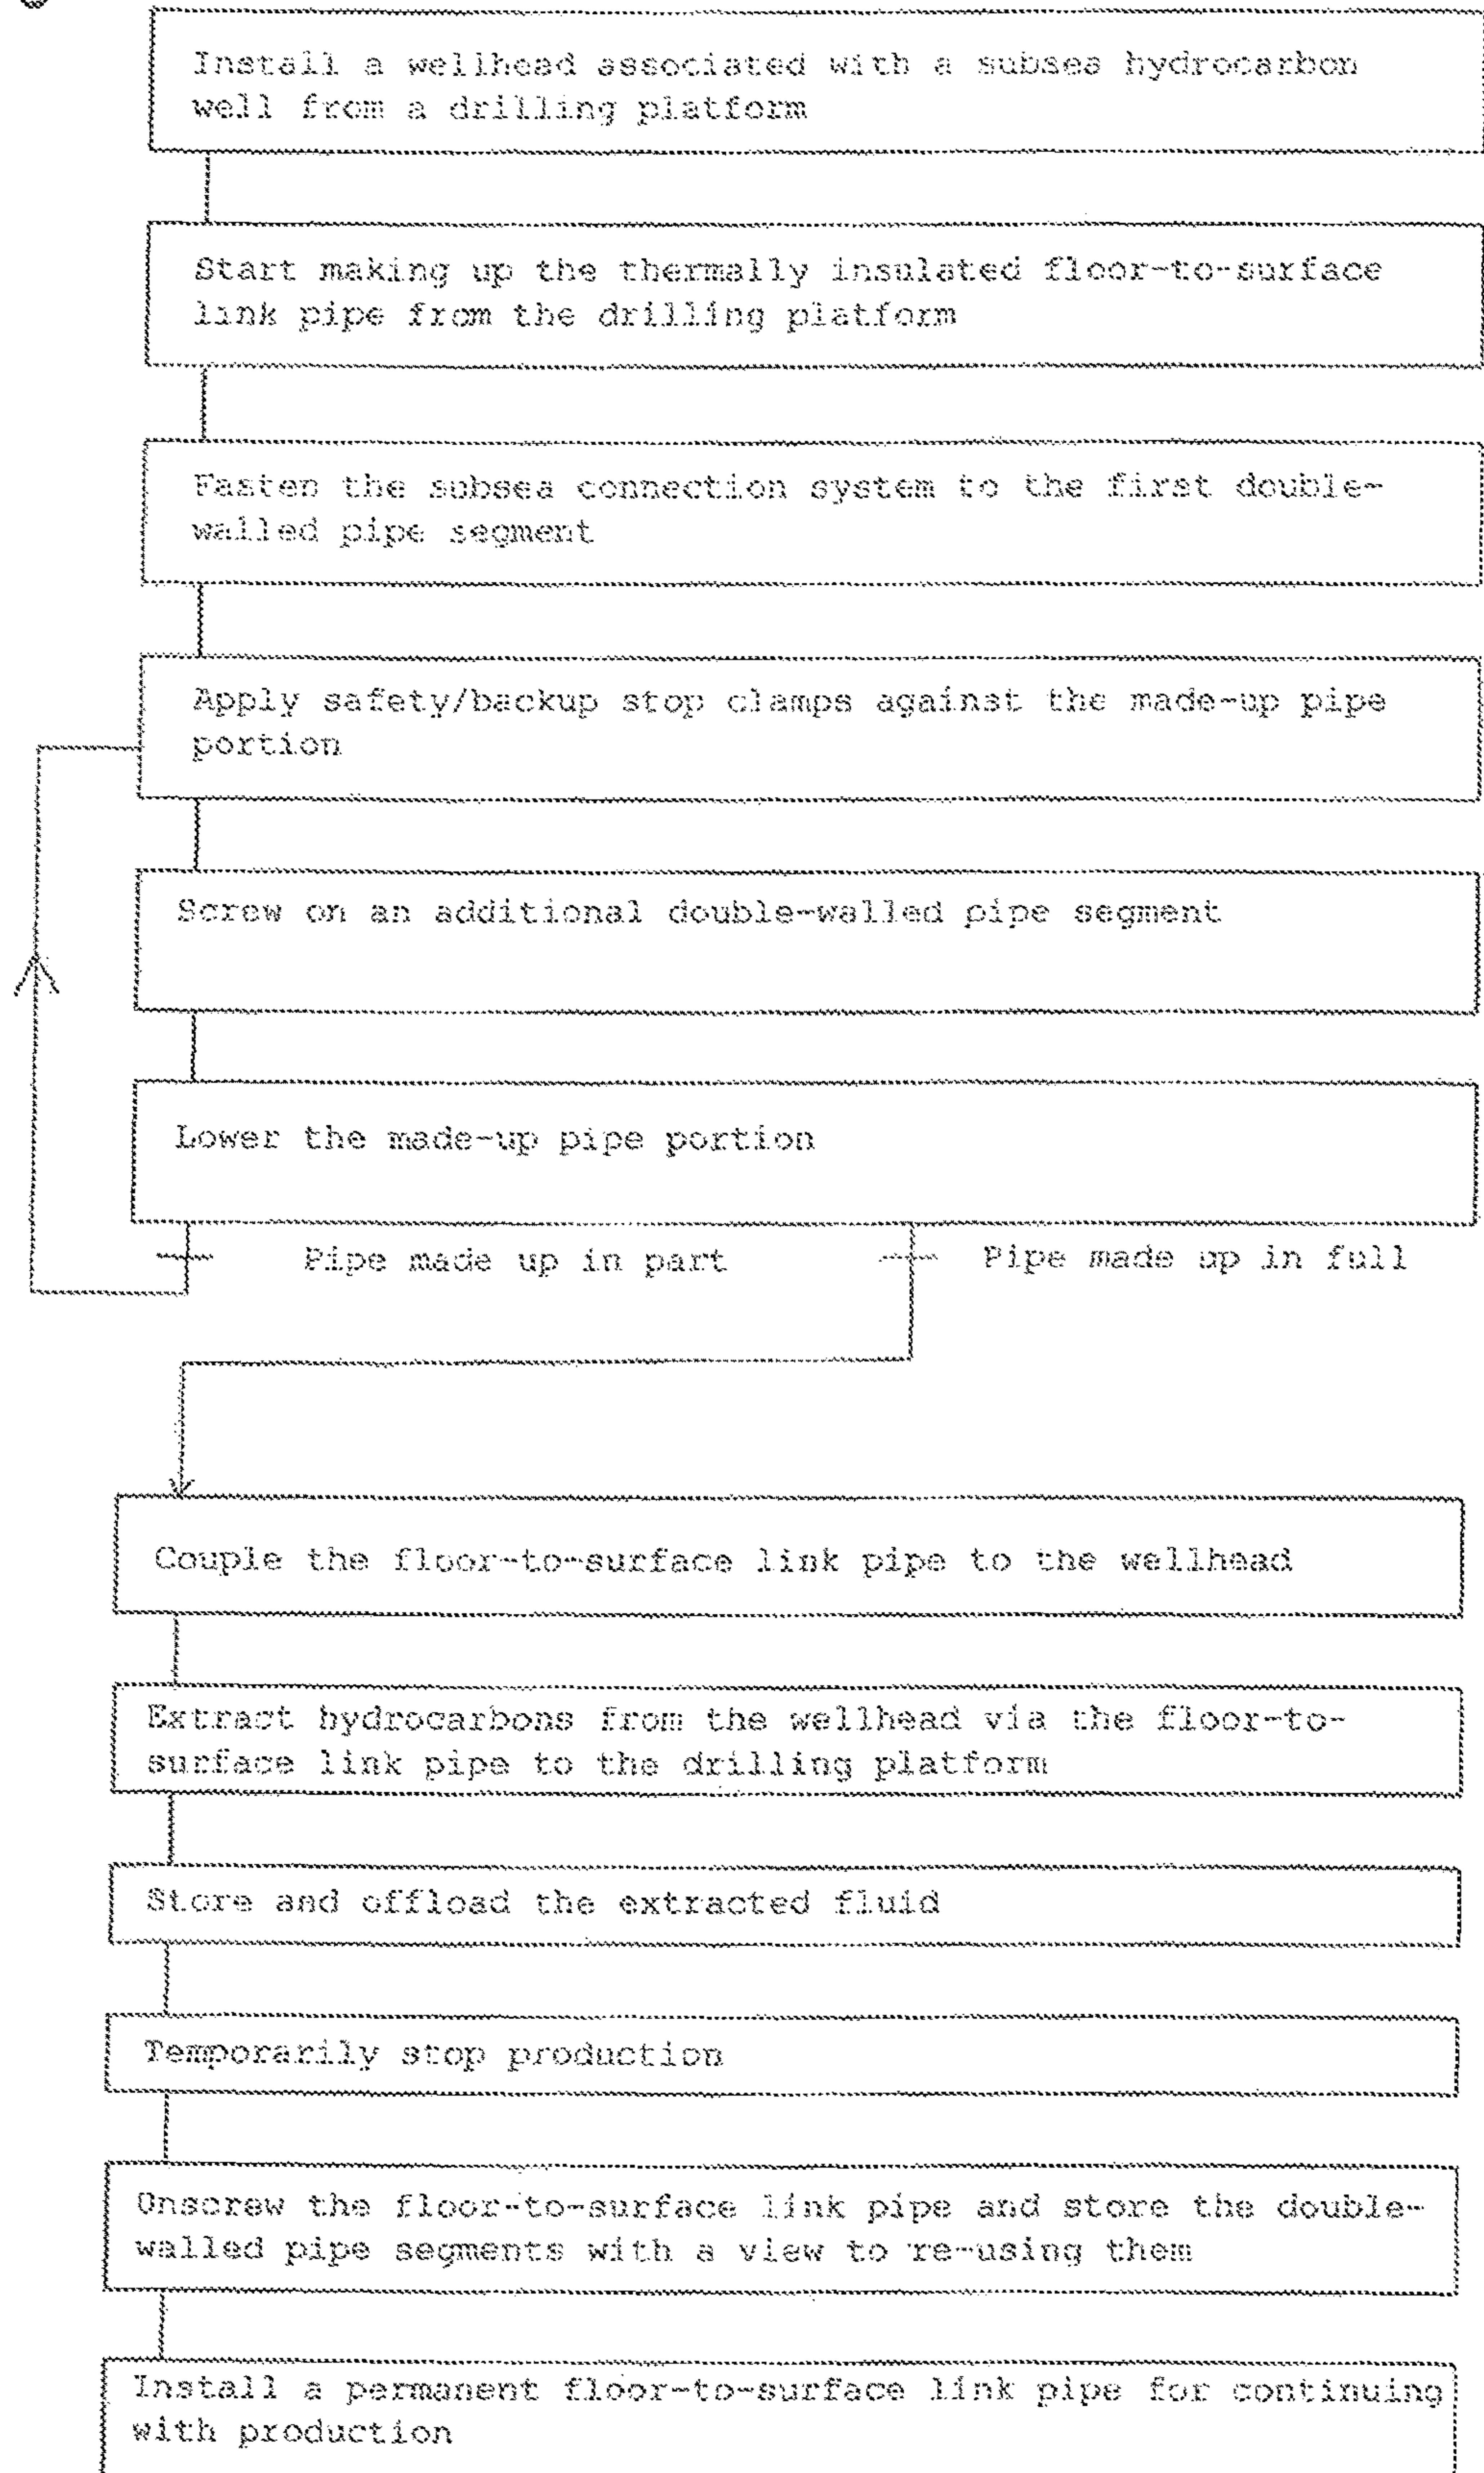 Install a wellhead associated with a subsea hydrocarbon
well from a drilling platform
Start making up the thermally insulated floor-to-surface
link pipe from the drilling platform
Fasten the subsea connection system to the first double-
walled pipe segment
Apply safety/backup stop clamps against the made-up pipe
portion
Screw on an additional double-walled pipe segment
Lower the made-up pipe portion
Pipe made up in part
Pipe made up in full
Couple the floor-to-surface link pipe to the wellhead
Extract hydrocarbons from the wellhead via the floor-to-
surface link pipe to the drilling platform
Store and offload the extracted fluid
Temporarily stop production
Unscrew the floor-to-surface link pipe and store the double-
walled pipe segments with a view to re-using them
Install a permanent floor-to-surface link pipe for continuing
with production